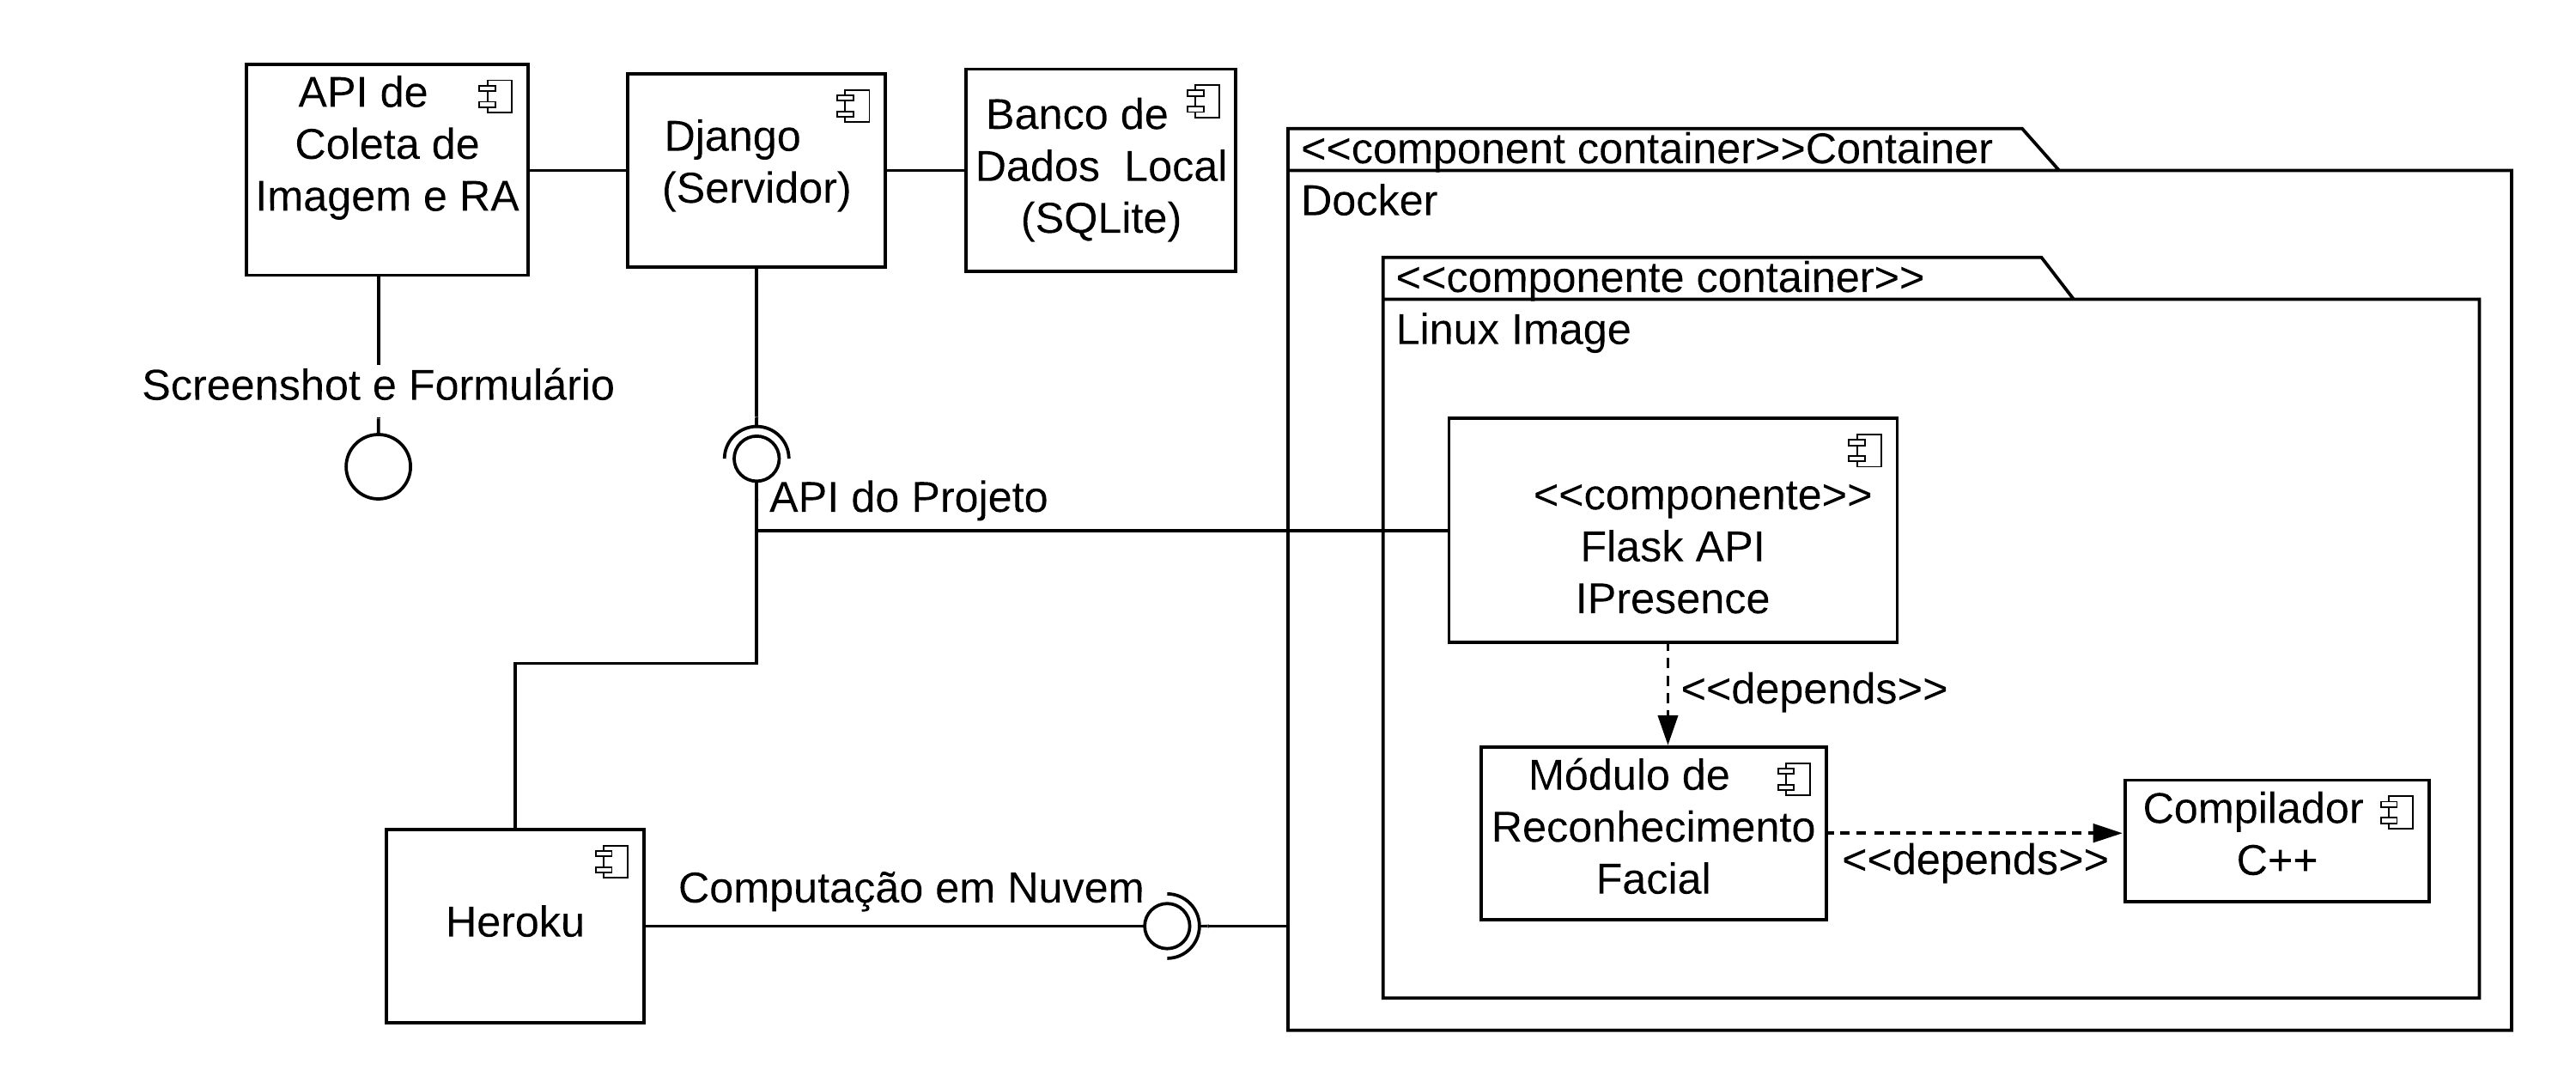 API de
Coleta de
Imagem e RA
Django
(Servidor)
Banco de
Dados Local
(SQLite)
<<component container>>Container
Docker
<<componente container>>
Linux Image
Screenshot e Formulário
API do Projeto
<<componente>>
Flask API
IPresence
<<depends>>
Módulo de
Reconhecimento
Facial
<<depends>>
Compilador
C++
Heroku
Computação em Nuvem